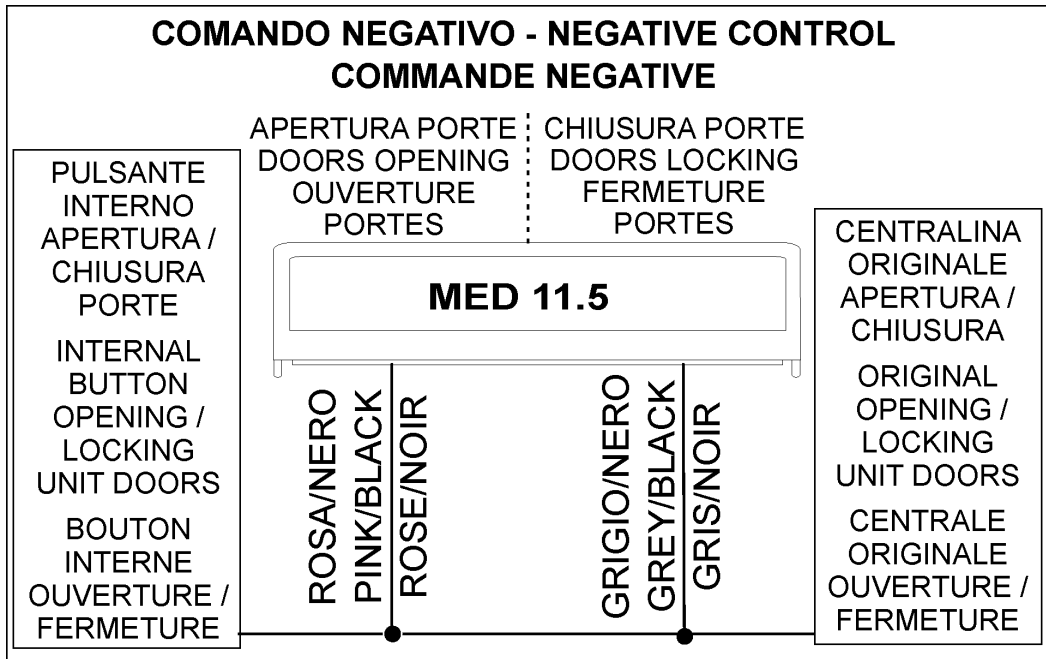 COMANDO NEGATIVO - NEGATIVE CONTROL
COMMANDE NEGATIVE
PULSANTE
INTERNO
APERTURA /
CHIUSURA
PORTE
INTERNAL
BUTTON
OPENING /
LOCKING
UNIT DOORS
BOUTON
INTERNE
OUVERTURE /
FERMETURE
APERTURA PORTE
DOORS OPENING
OUVERTURE
PORTES
CHIUSURA PORTE
DOORS LOCKING
FERMETURE
PORTES
MED 11.5
ROSA/NERO
PINK/BLACK
ROSE/NOIR
GRIGIO/NERO
GREY/BLACK
GRIS/NOIR
CENTRALINA
ORIGINALE
APERTURA /
CHIUSURA
ORIGINAL
OPENING /
LOCKING
UNIT DOORS
CENTRALE
ORIGINALE
OUVERTURE /
FERMETURE